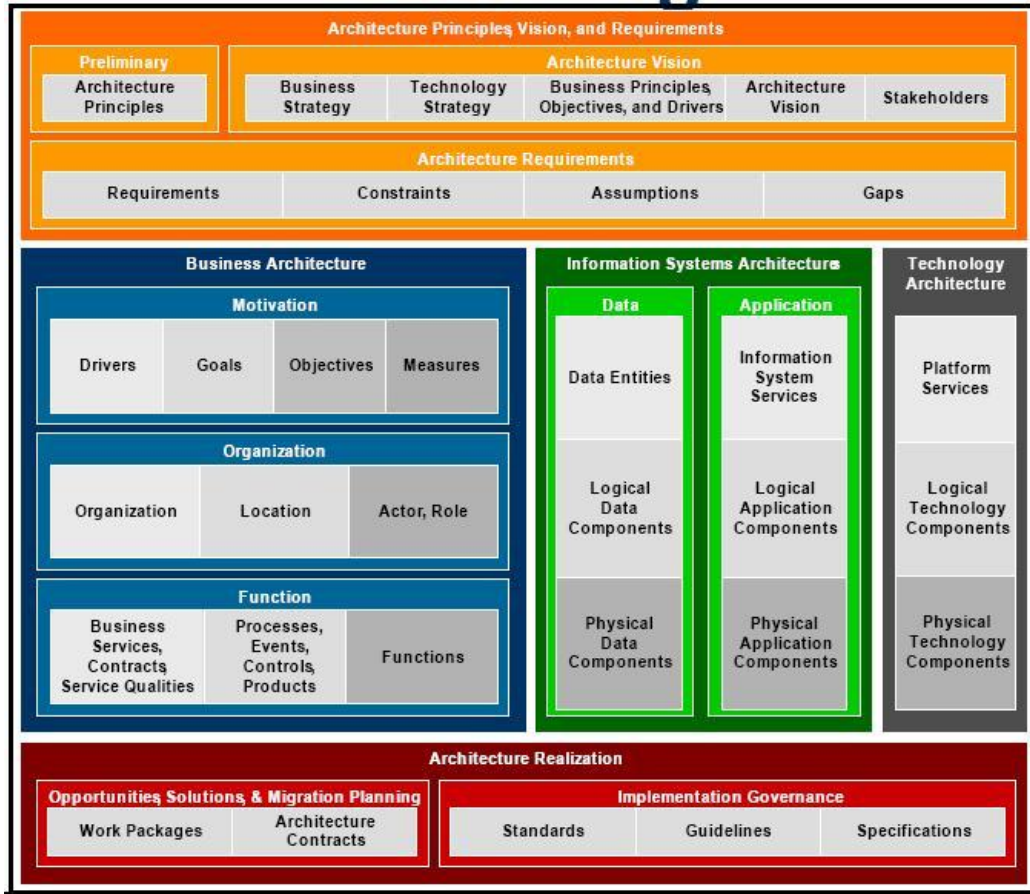 Architecture Principles, Vision, and Requirements
Preliminary
Architecture
Principles
Architecture Vision
Business
Strategy
Technology
Strategy
Business Principles,
Objectives, and Drivers
Architecture
Vision
Stakeholders
Architecture Requirements
Requirements
Constraints
Assumptions
Gaps
Business Architecture
Motivation
Drivers
Goals
Objectives
Measures
Organization
Organization
Location
Actor, Role
Function
Business
Services,
Contracts,
Service Qualities
Processes,
Events,
Controls,
Products
Functions
Information Systems Architectures
Data
Data Entities
Logical
Data
Components
Physical
Data
Components
Application
Information
System
Services
Logical
Application
Components
Physical
Application
Components
Technology
Architecture
Platform
Services
Logical
Technology
Components
Physical
Technology
Components
Architecture Realization
Opportunities, Solutions, & Migration Planning
Work Packages
Architecture
Contracts
Implementation Governance
Standards
Guidelines
Specifications